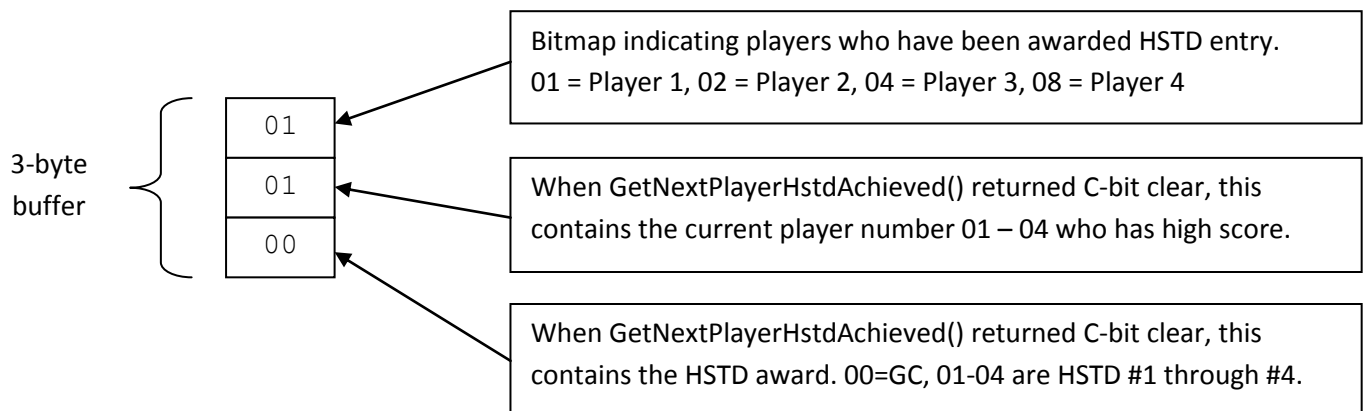 3-byte
buffer
01
01
00
Bitmap indicating players who have been awarded HSTD entry.
01 = Player 1, 02 = Player 2, 04 = Player 3, 08 = Player 4
When GetNextPlayerHstdAchieved() returned C-bit clear, this
contains the current player number 01 – 04 who has high score.
When GetNextPlayerHstdAchieved() returned C-bit clear, this
contains the HSTD award. 00=GC, 01-04 are HSTD #1 through #4.